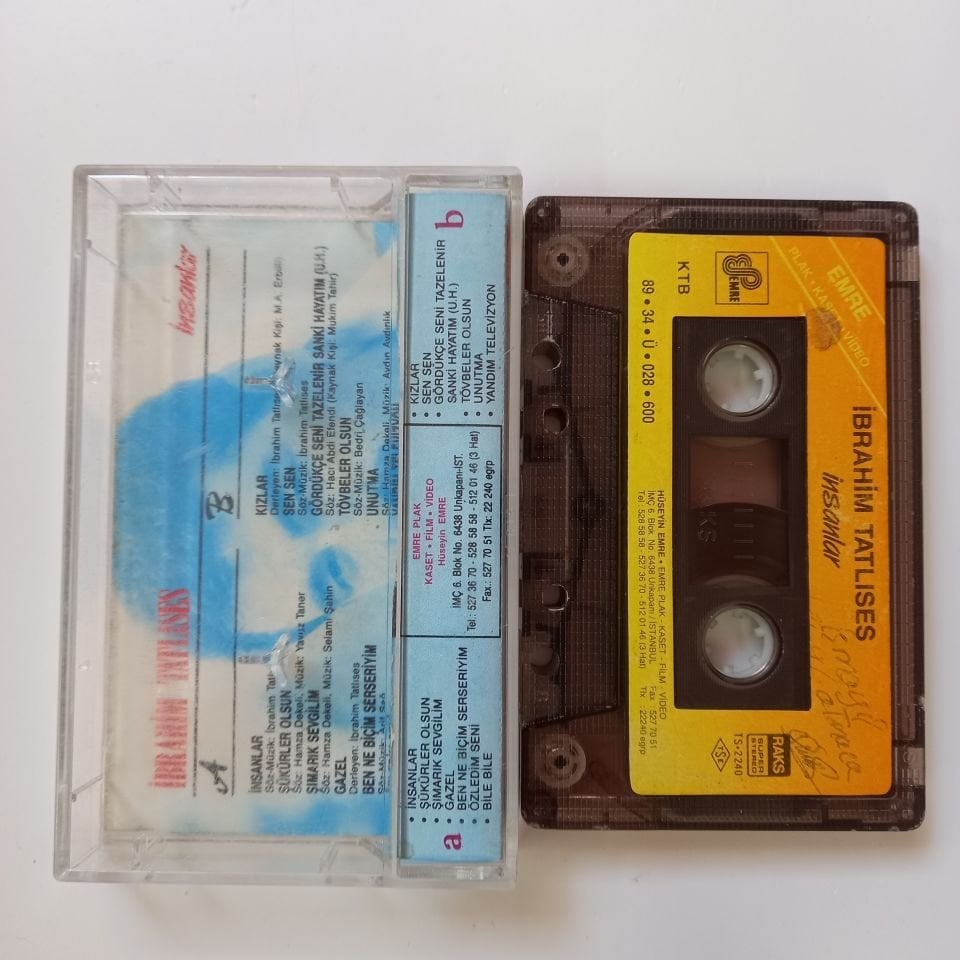 İBRAHİM TATLISES
insanlar
A
İNSANLAR
Söz-Müzik: İbrahim
ŞÜKÜRLER OLSUN
Söz: Hamza Dekeli, Müzik: Yavuz Taner
ŞIMARIK SEVGİLİM
Söz: Hamza Dekeli, Müzik: Selami Şahin
GAZEL
Derleyen: İbrahim Tatlıses
BEN NE BİÇİM SERSERİYİM
B
KIZLAR
Derleyen: İbrahim Tatlıses Kaynak Kişi: M.A. Erbili
SEN SEN
Söz-Müzik: İbrahim Tatlıses
GÖRDÜKÇE SENİ TAZELENİR SANKİ HAYATIM (U.H.)
Söz: Hacı Abdi Efendi (Kaynak Kişi: Mukim Tahir)
TÖVBELER OLSUN
Söz-Müzik: Bedri Çağlayan
UNUTMA
Söz: Hamza Dekeli, Müzik: Aydın Aydınlık
a
• İNSANLAR
• ŞÜKÜRLER OLSUN
• ŞIMARIK SEVGİLİM
• GAZEL
• BEN NE BİÇİM SERSERİYİM
• ÖZLEDİM SENİ
• BİLE BİLE
EMRE PLAK
KASET • FİLM • VİDEO
Hüseyin EMRE
İMÇ 6. Blok No. 6438 Unkapanı-İST.
Tel.: 527 36 70 - 528 58 58 - 512 01 46 (3 Hat)
Fax.: 527 70 51 Tlx: 22 240 egrp
b
• KIZLAR
• SEN SEN
• GÖRDÜKÇE SENİ TAZELENİR
SANKİ HAYATIM (U.H.)
• TÖVBELER OLSUN
• UNUTMA
• YANDIM TELEVİZYON
KTB
89 • 34 • Ü • 028 • 600
EMRE
EMRE
PLAK • KASET • VİDEO
İBRAHİM TATLISES
insanlar
HÜSEYİN EMRE • EMRE PLAK - KASET - FİLM - VİDEO
İMÇ 6. Blok No. 6438 Unkapanı / İSTANBUL Fax : 527 70 51
Tel : 528 58 58 - 527 36 70 - 512 01 46 (3 Hat) Tlx : 22240 egrp
RAKS
SUPER
STEREO
TS•2240
TSE